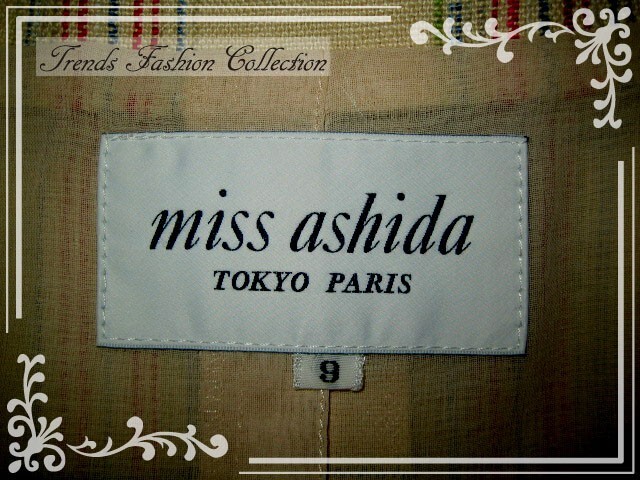 Trends Fashion Collection
miss ashida
TOKYO PARIS
9